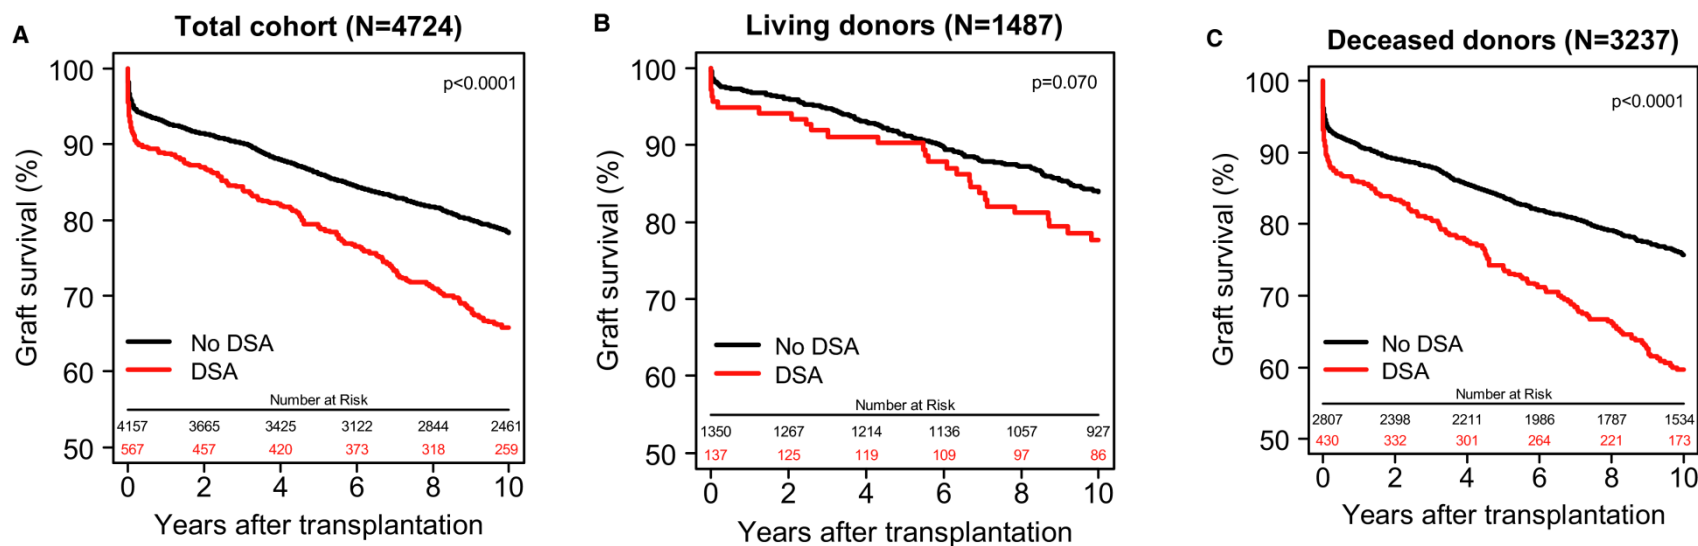 A
Total cohort (N=4724)
p<0.0001
Graft survival (%)
100
90
80
70
60
50
No DSA
DSA
Number at Risk
4157 3665 3425 3122 2844 2461
567 457 420 373 318 259
0 2 4 6 8 10
Years after transplantation
B
Living donors (N=1487)
p=0.070
Graft survival (%)
100
90
80
70
60
50
No DSA
DSA
Number at Risk
1350 1267 1214 1136 1057 927
137 125 119 109 97 86
0 2 4 6 8 10
Years after transplantation
C
Deceased donors (N=3237)
p<0.0001
Graft survival (%)
100
90
80
70
60
50
No DSA
DSA
Number at Risk
2807 2398 2211 1986 1787 1534
430 332 301 264 221 173
0 2 4 6 8 10
Years after transplantation